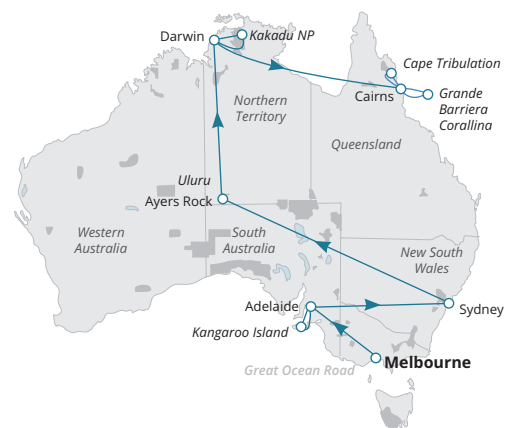 Darwin
Kakadu NP
Cape Tribulation
Cairns
Grande
Barriera
Corallina
Northern
Territory
Queensland
Uluru
Ayers Rock
Western
Australia
South
Australia
New South
Wales
Adelaide
Sydney
Kangaroo Island
Melbourne
Great Ocean Road